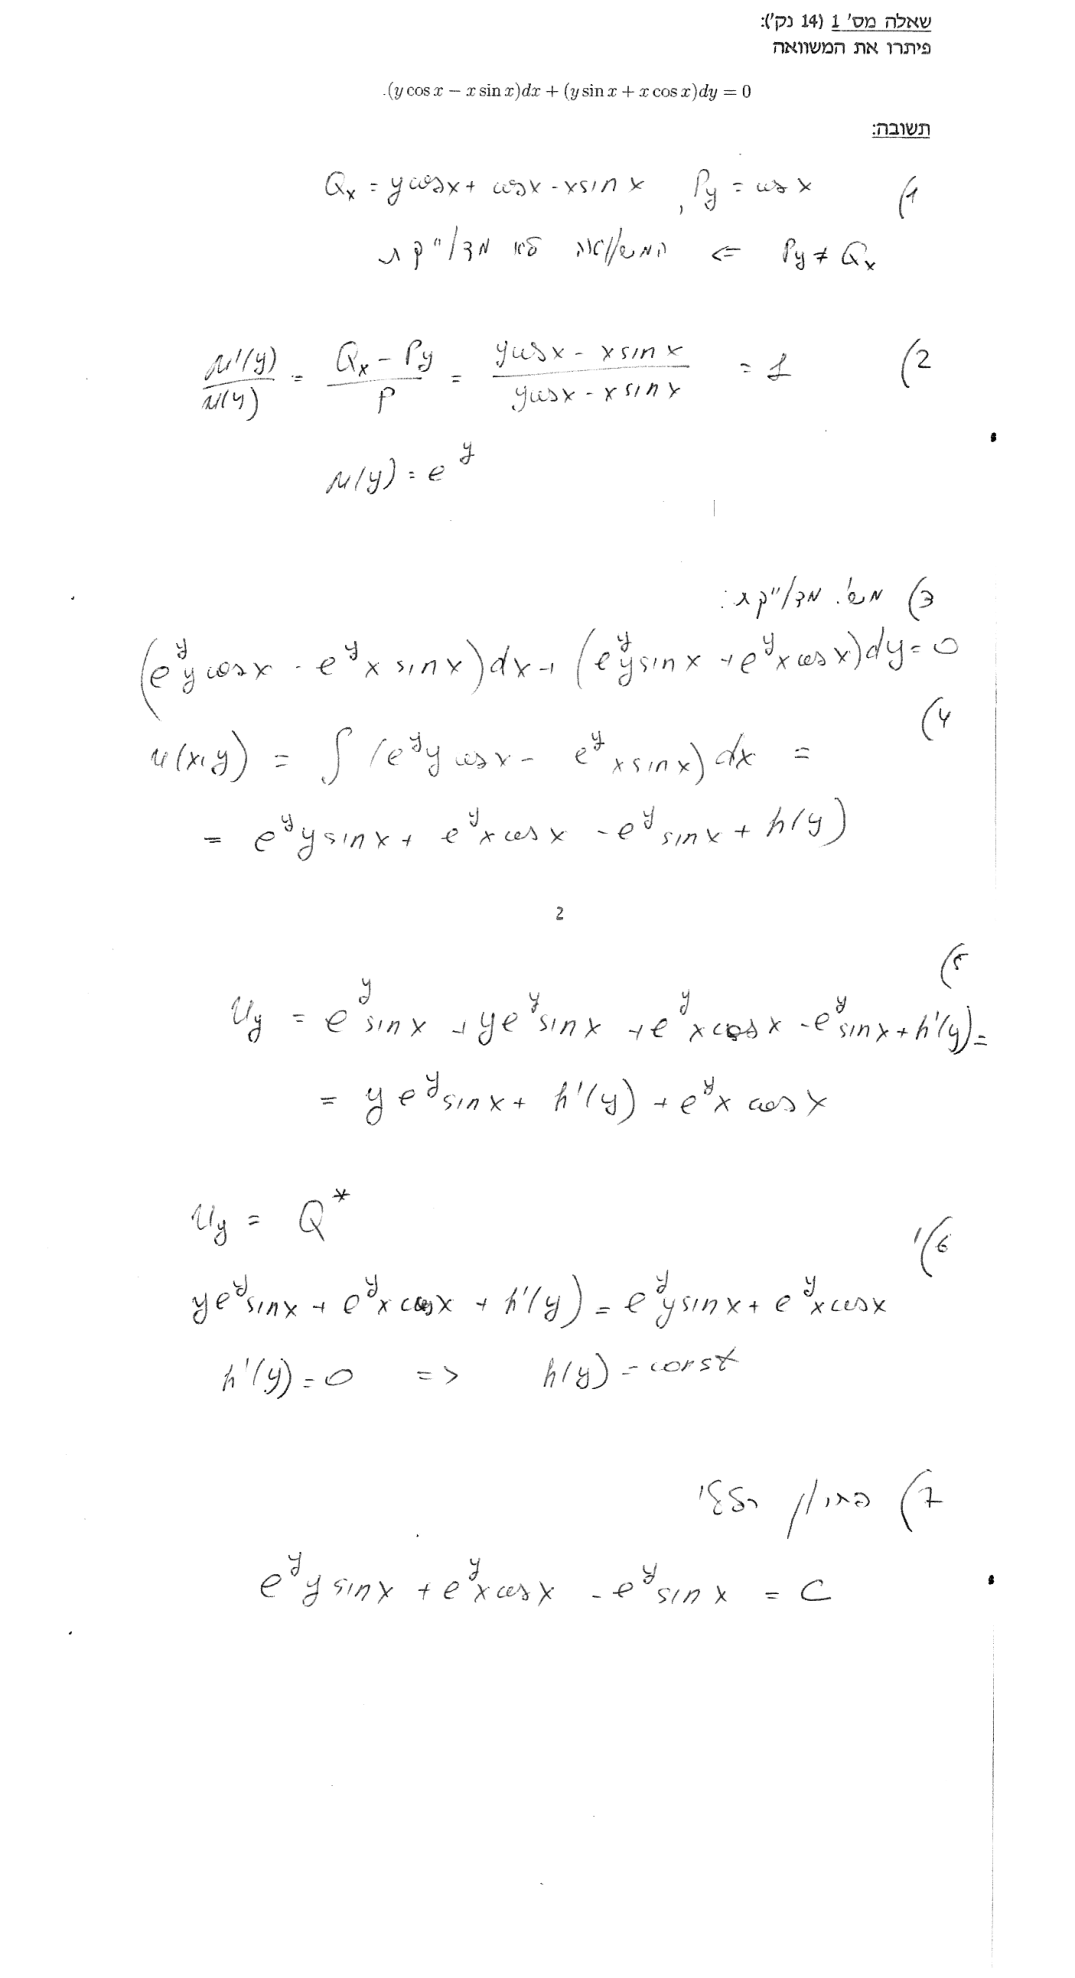 שאלה מס' 1 (14 נק'):
פיתרו את המשוואה
.(y cos x − x sin x)dx + (y sin x + x cos x)dy = 0
תשובה:
1) Qx = y cos x + cos x - x sin x , Py = cos x
Py ≠ Qx ⇒ המשוואה לא מדוייקת
2) μ'(y)/μ(y) = (Qx - Py)/P = (y cos x - x sin x)/(y cos x - x sin x) = 1
μ(y) = e^y
3) מש'. מדוייקת:
(e^y y cos x - e^y x sin x)dx + (e^y y sin x + e^y x cos x)dy = 0
4)
u(x,y) = ∫(e^y y cos x - e^y x sin x)dx =
= e^y y sin x + e^y x cos x - e^y sin x + h(y)
2
5)
Uy = e^y sin x + y e^y sin x + e^y x cos x - e^y sin x + h'(y) =
= y e^y sin x + h'(y) + e^y x cos x
Uy = Q*
6)
y e^y sin x + e^y x cos x + h'(y) = e^y y sin x + e^y x cos x
h'(y) = 0 => h(y) = const
7) פתרון כללי
e^y y sin x + e^y x cos x - e^y sin x = C